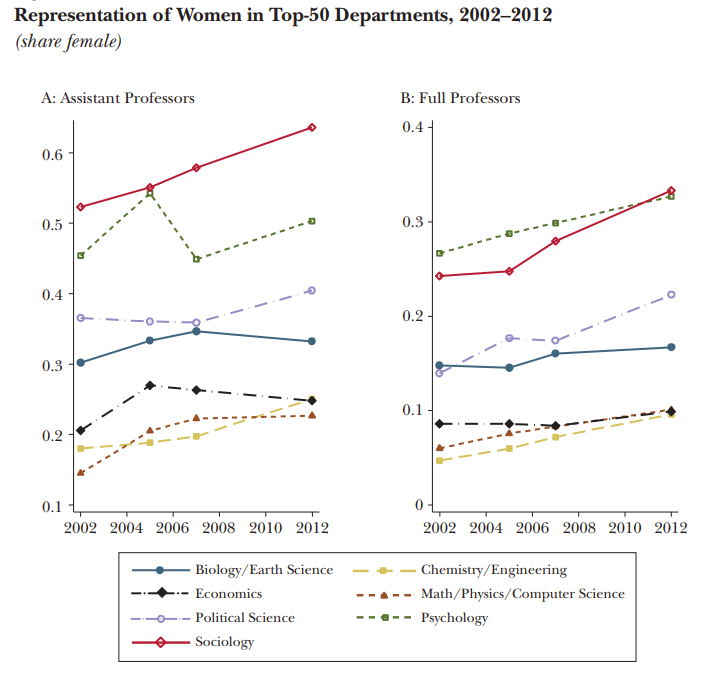 Representation of Women in Top-50 Departments, 2002–2012
(share female)
A: Assistant Professors
0.6
0.5
0.4
0.3
0.2
0.1
2002 2004 2006 2008 2010 2012
B: Full Professors
0.4
0.3
0.2
0.1
0
2002 2004 2006 2008 2010 2012
Biology/Earth Science
Economics
Political Science
Sociology
Chemistry/Engineering
Math/Physics/Computer Science
Psychology